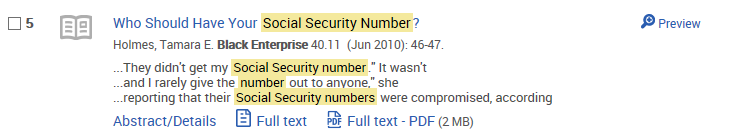 5 Who Should Have Your Social Security Number? Preview
Holmes, Tamara E. Black Enterprise 40.11 (Jun 2010): 46-47.
...They didn't get my Social Security number." It wasn't
...and I rarely give the number out to anyone," she
...reporting that their Social Security numbers were compromised, according
Abstract/Details Full text PDF Full text - PDF (2 MB)